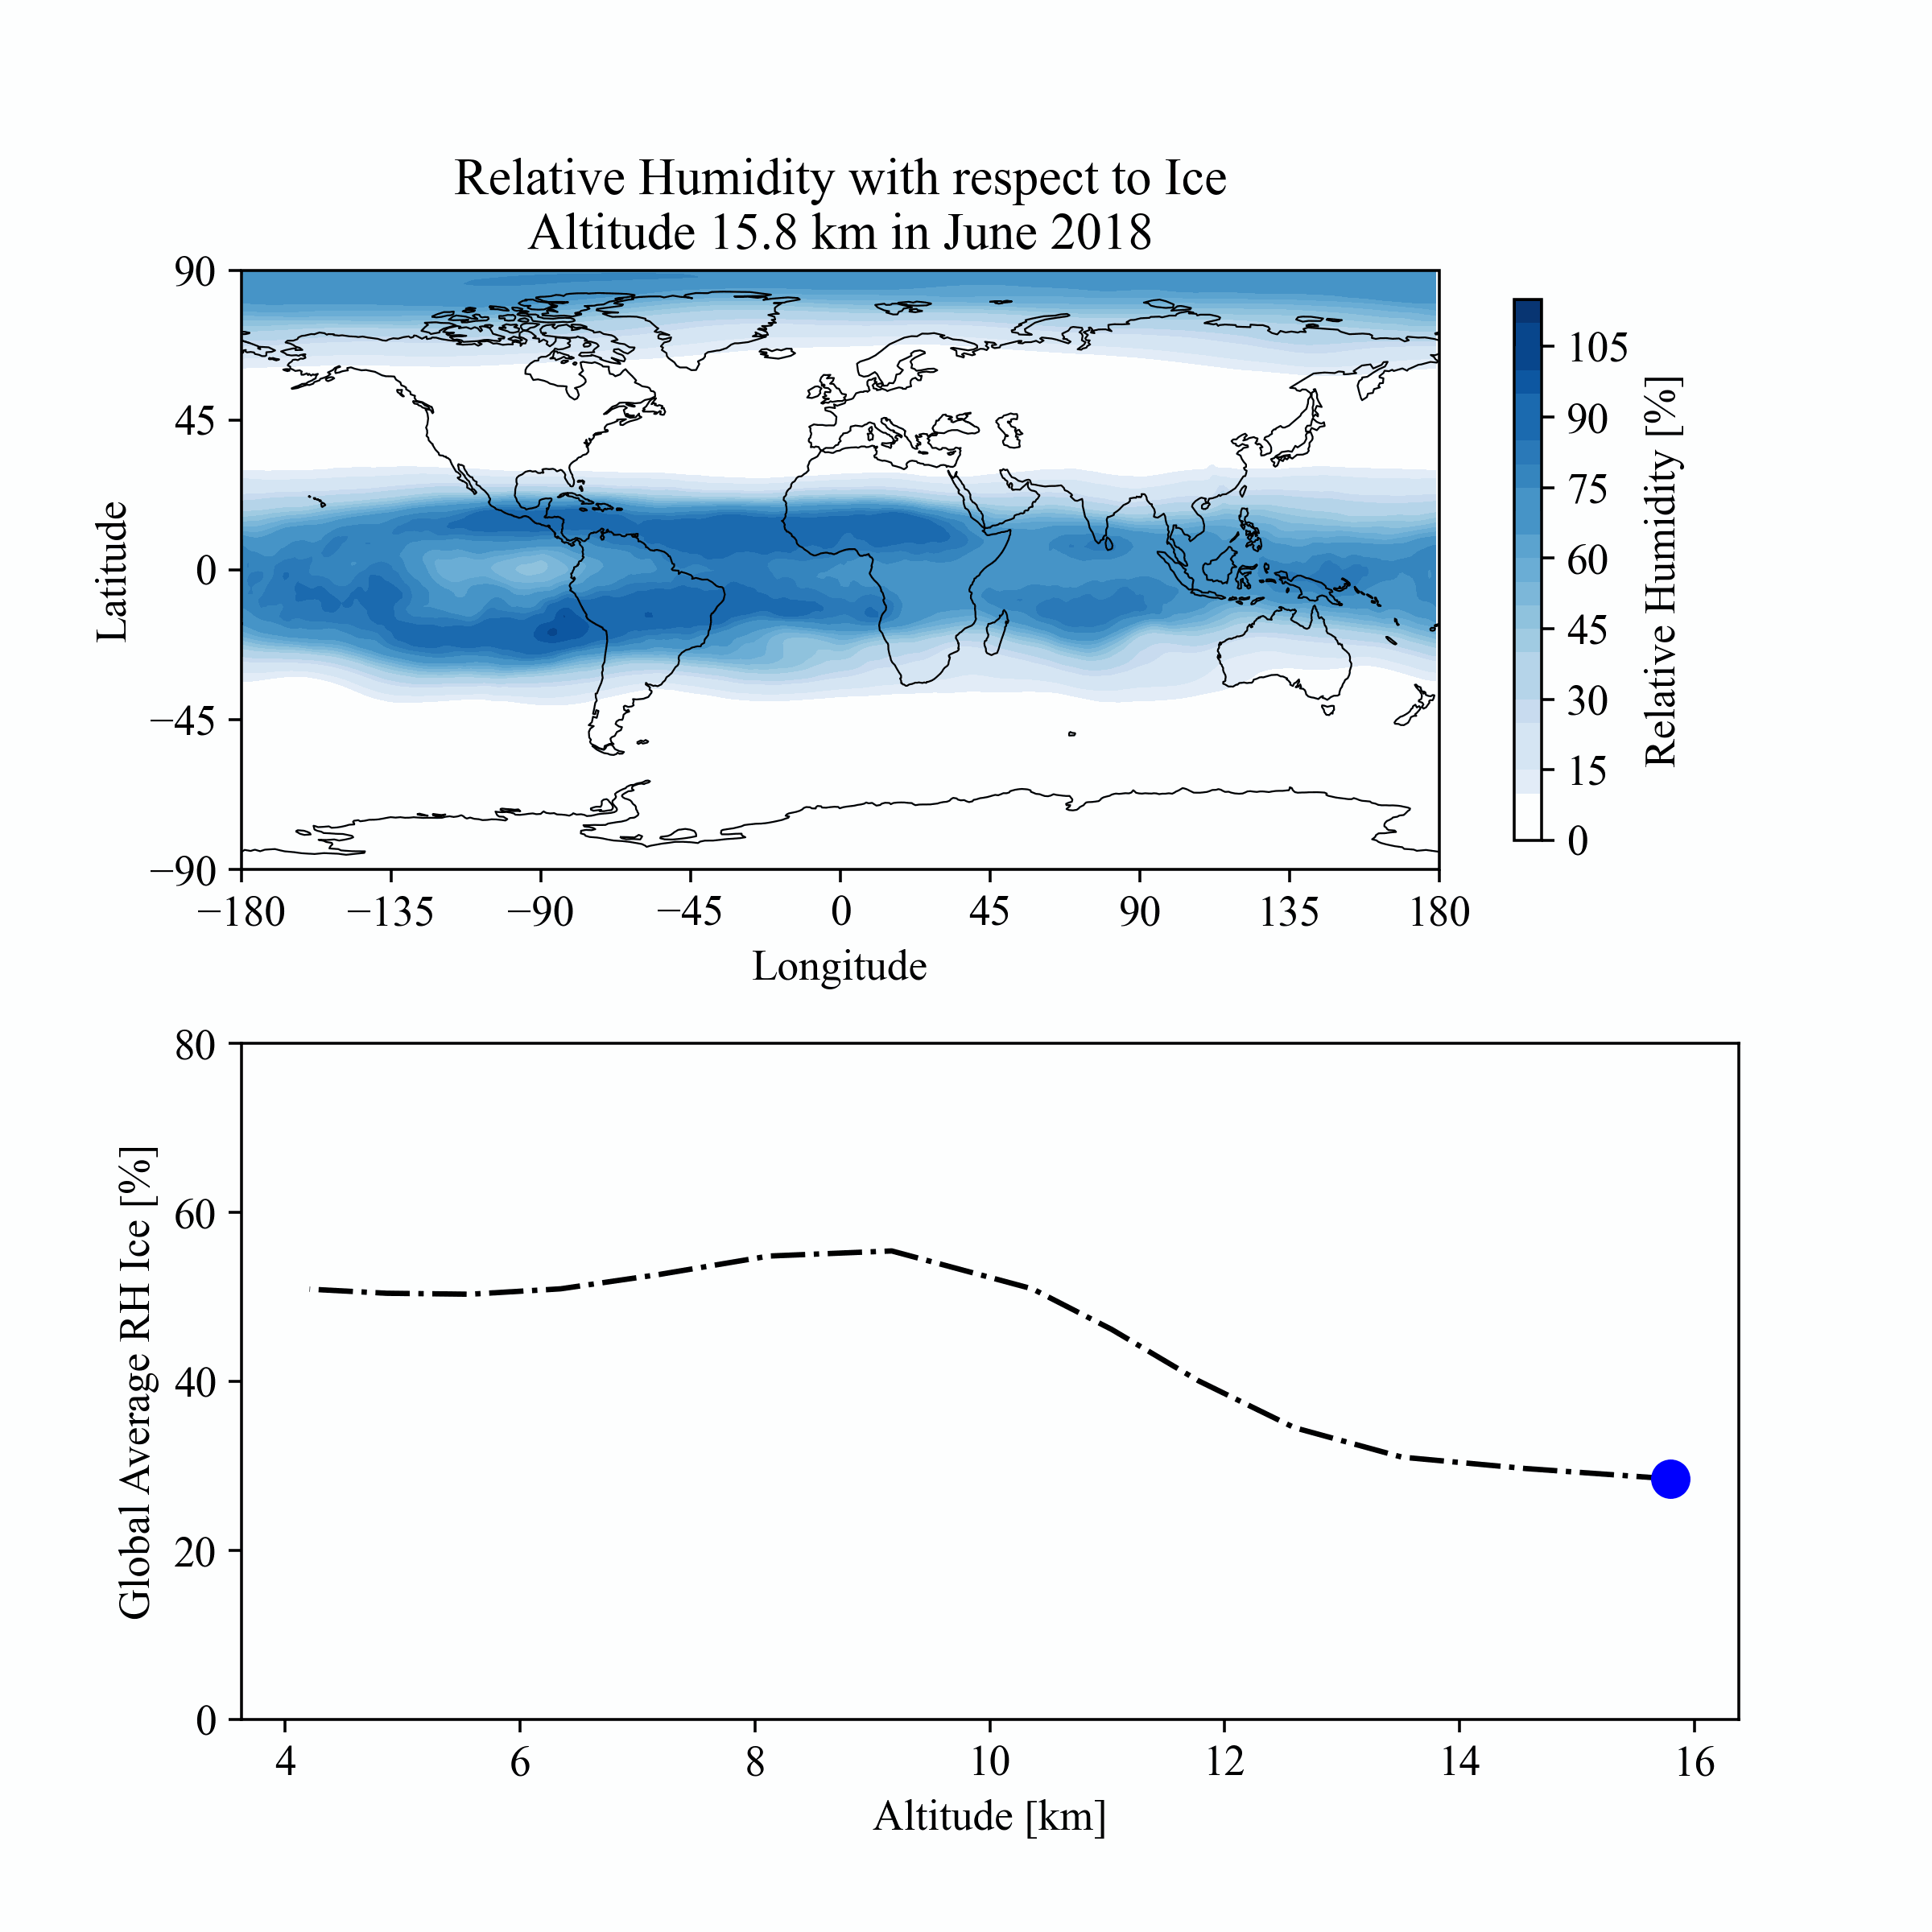 Relative Humidity with respect to Ice
Altitude 15.8 km in June 2018
90
45
0
−45
−90
Latitude
−180 −135 −90 −45 0 45 90 135 180
Longitude
105
90
75
60
45
30
15
0
Relative Humidity [%]
80
60
40
20
0
Global Average RH Ice [%]
4 6 8 10 12 14 16
Altitude [km]